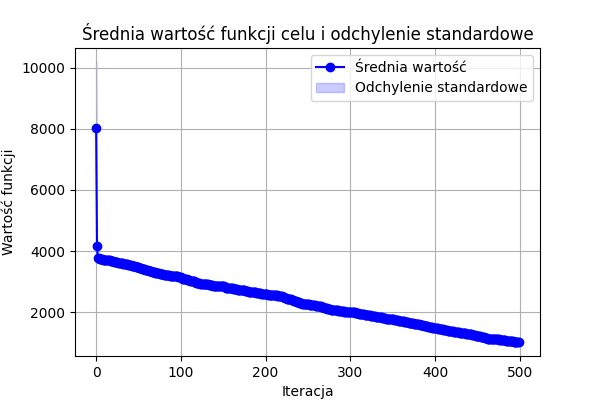 Średnia wartość funkcji celu i odchylenie standardowe
Średnia wartość
Odchylenie standardowe
Wartość funkcji
10000
8000
6000
4000
2000
0 100 200 300 400 500
Iteracja